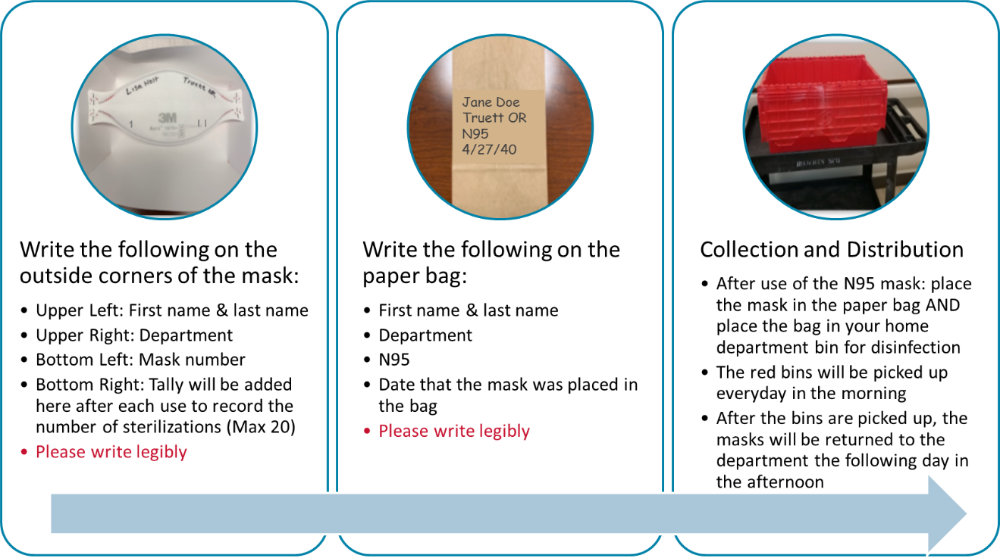 Lisa Holt
Truett OR
1
3M
||
Write the following on the
outside corners of the mask:
• Upper Left: First name & last name
• Upper Right: Department
• Bottom Left: Mask number
• Bottom Right: Tally will be added
here after each use to record the
number of sterilizations (Max 20)
• Please write legibly
Jane Doe
Truett OR
N95
4/27/40
Write the following on the
paper bag:
• First name & last name
• Department
• N95
• Date that the mask was placed in
the bag
• Please write legibly
Collection and Distribution
• After use of the N95 mask: place
the mask in the paper bag AND
place the bag in your home
department bin for disinfection
• The red bins will be picked up
everyday in the morning
• After the bins are picked up, the
masks will be returned to the
department the following day in
the afternoon